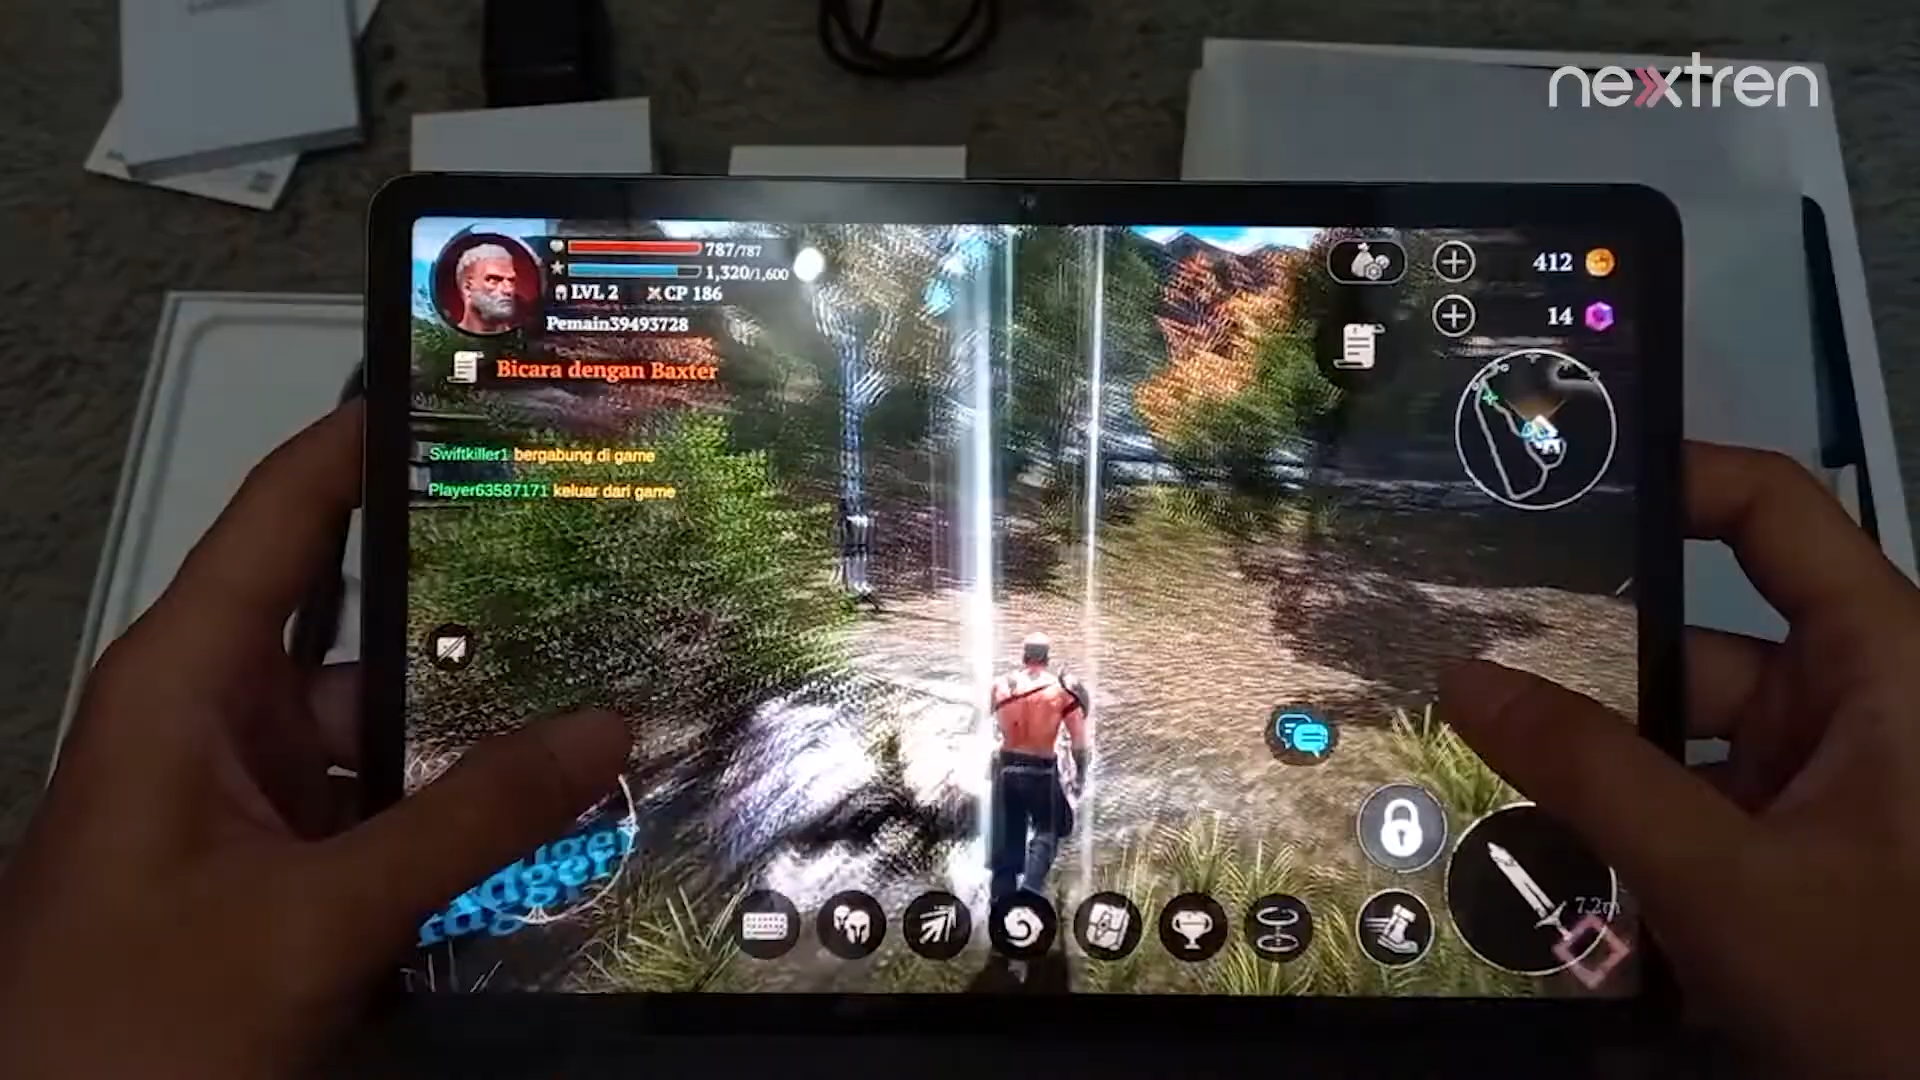 nextren
787/787
1,320/1,600
LVL 2 CP 186
Pemain39493728
Bicara dengan Baxter
Swiftkiller1 bergabung di game
Player63587171 keluar dari game
412
14
7.2m